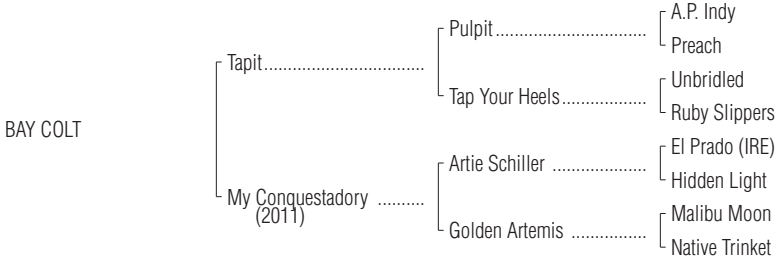 A.P. Indy
Pulpit................................
Preach
Tapit..................................
Unbridled
Tap Your Heels..................
Ruby Slippers
BAY COLT
El Prado (IRE)
Artie Schiller ....................
Hidden Light
My Conquestadory ..........
(2011)
Malibu Moon
Golden Artemis ................
Native Trinket